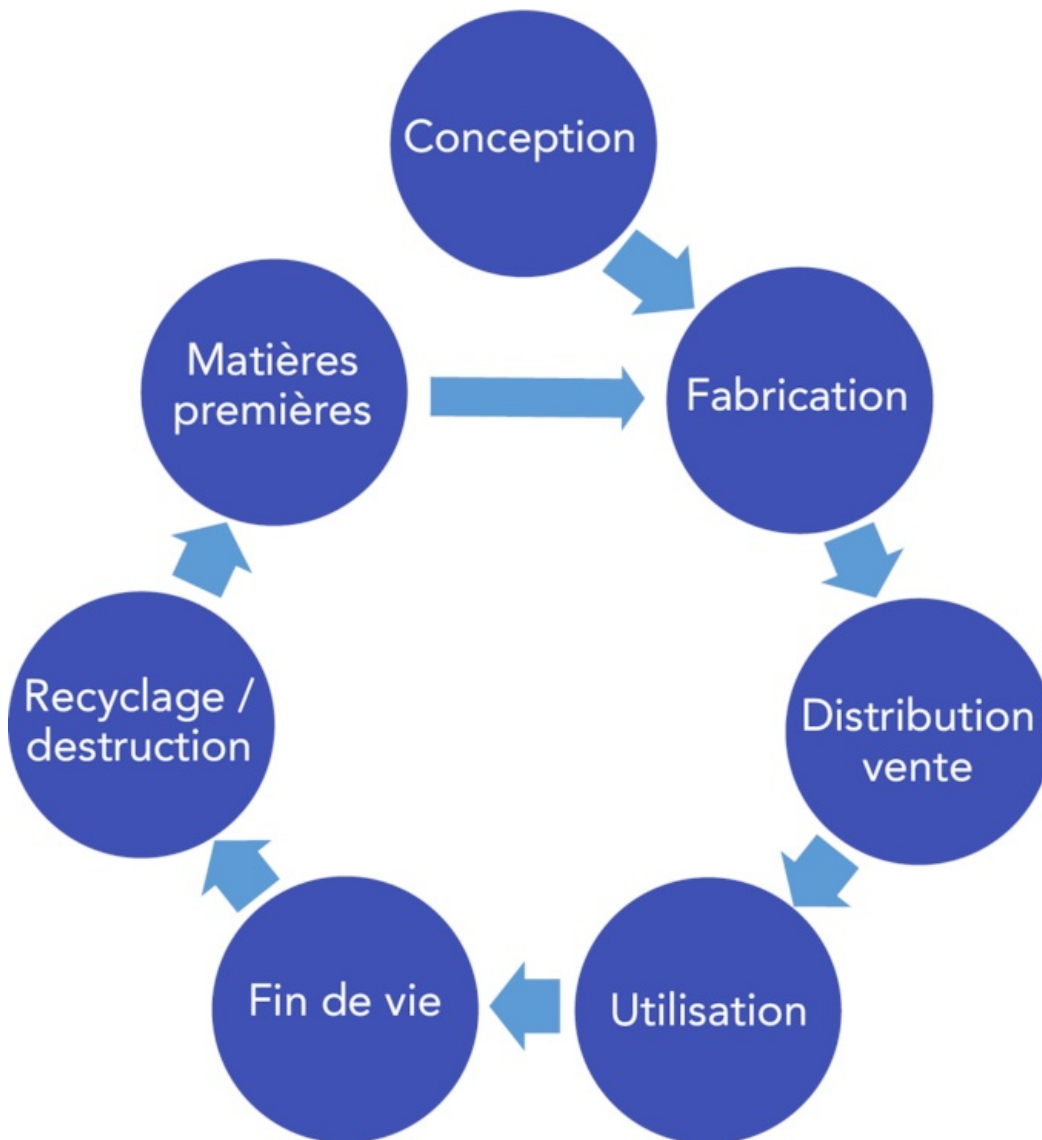 Conception
Matières
premières
Fabrication
Recyclage /
destruction
Distribution
vente
Fin de vie
Utilisation